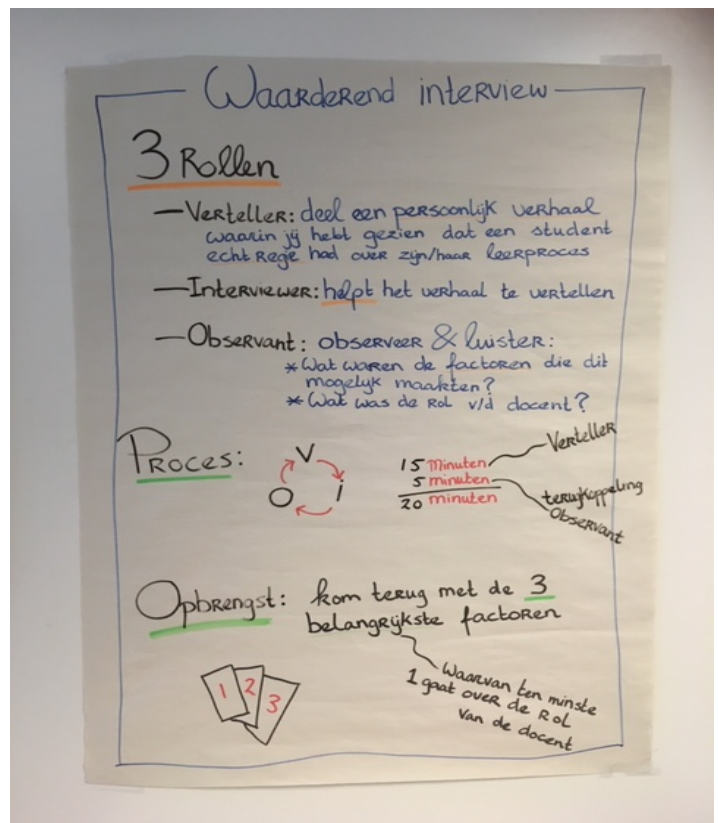 Waarderend interview
3 Rollen
— Verteller: deel een persoonlijk verhaal
waarin jij hebt gezien dat een student
echt Regie had over zijn/haar leerproces
— Interviewer: helpt het verhaal te vertellen
— Observant: observeer & luister:
* Wat waren de factoren die dit
mogelijk maakten?
* Wat was de Rol v/d docent?
Proces:
V
O
i
15 minuten
5 minuten
20 minuten
Verteller
terugkoppeling
Observant
Opbrengst: kom terug met de 3
belangrijkste factoren
Waarvan ten minste
1 gaat over de Rol
van de docent
1
2
3